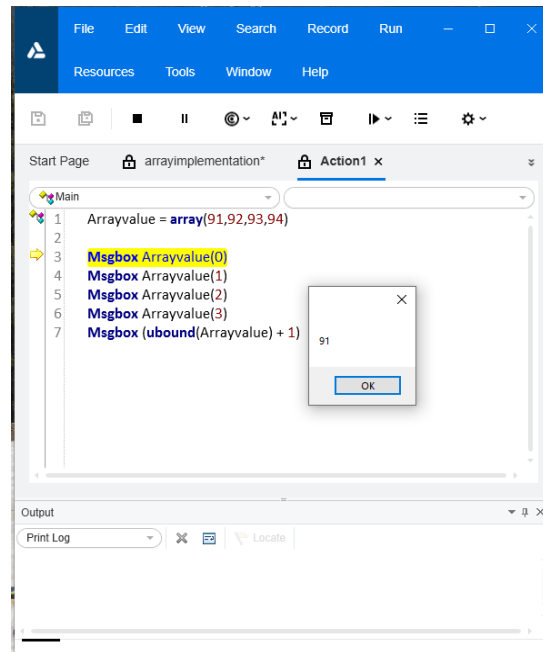 File Edit View Search Record Run
Resources Tools Window Help
Start Page arrayimplementation* Action1
Main
1 Arrayvalue = array(91,92,93,94)
2
3 Msgbox Arrayvalue(0)
4 Msgbox Arrayvalue(1)
5 Msgbox Arrayvalue(2)
6 Msgbox Arrayvalue(3)
7 Msgbox (ubound(Arrayvalue) + 1)
91
OK
Output
Print Log Locate